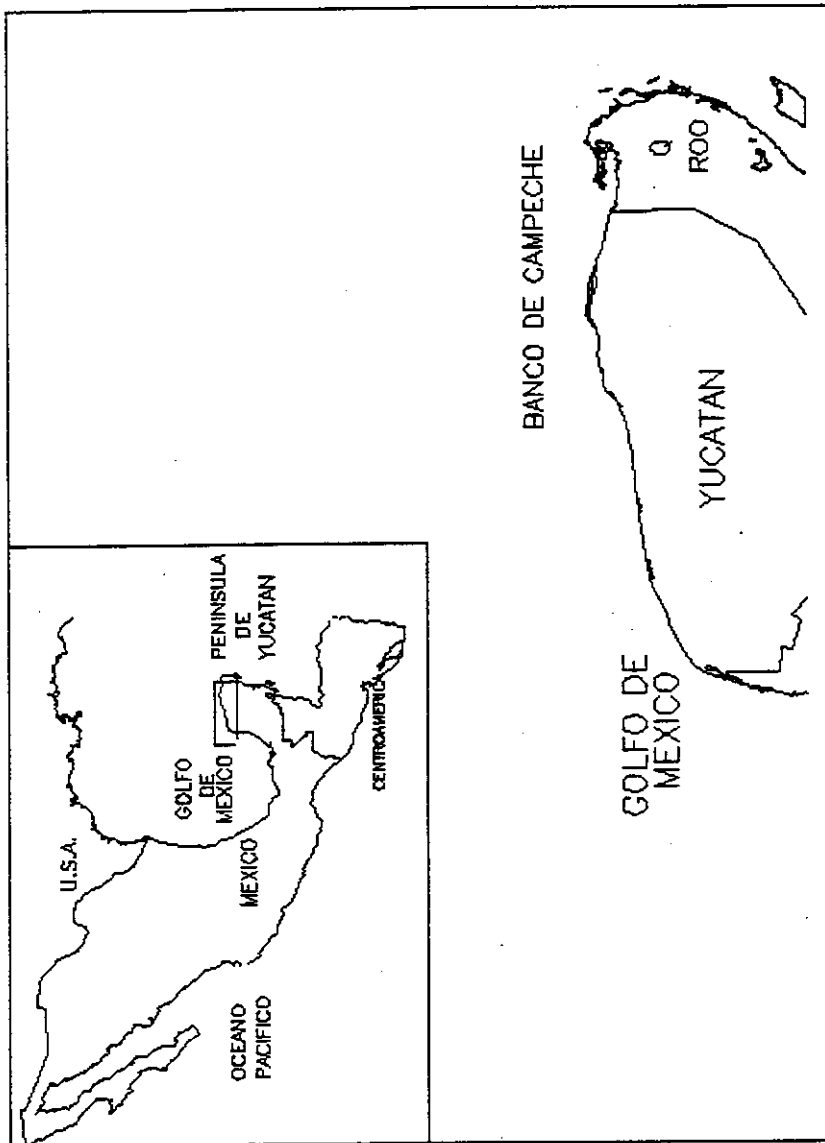 U.S.A.
GOLFO
DE
MEXICO
PENINSULA
DE
YUCATAN
MEXICO
OCEANO
PACIFICO
CENTROAMERICA
BANCO DE CAMPECHE
GOLFO DE
MEXICO
YUCATAN
Q
ROO